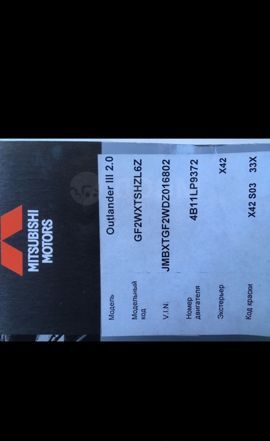 MITSUBISHI
MOTORS
Модель Outlander III 2.0
Модельный код GF2WXTSHZL6Z
V.I.N. JMBXTGF2WDZ016802
Номер двигателя 4B11LP9372
Экстерьер X42
Код краски X42 S03 33X